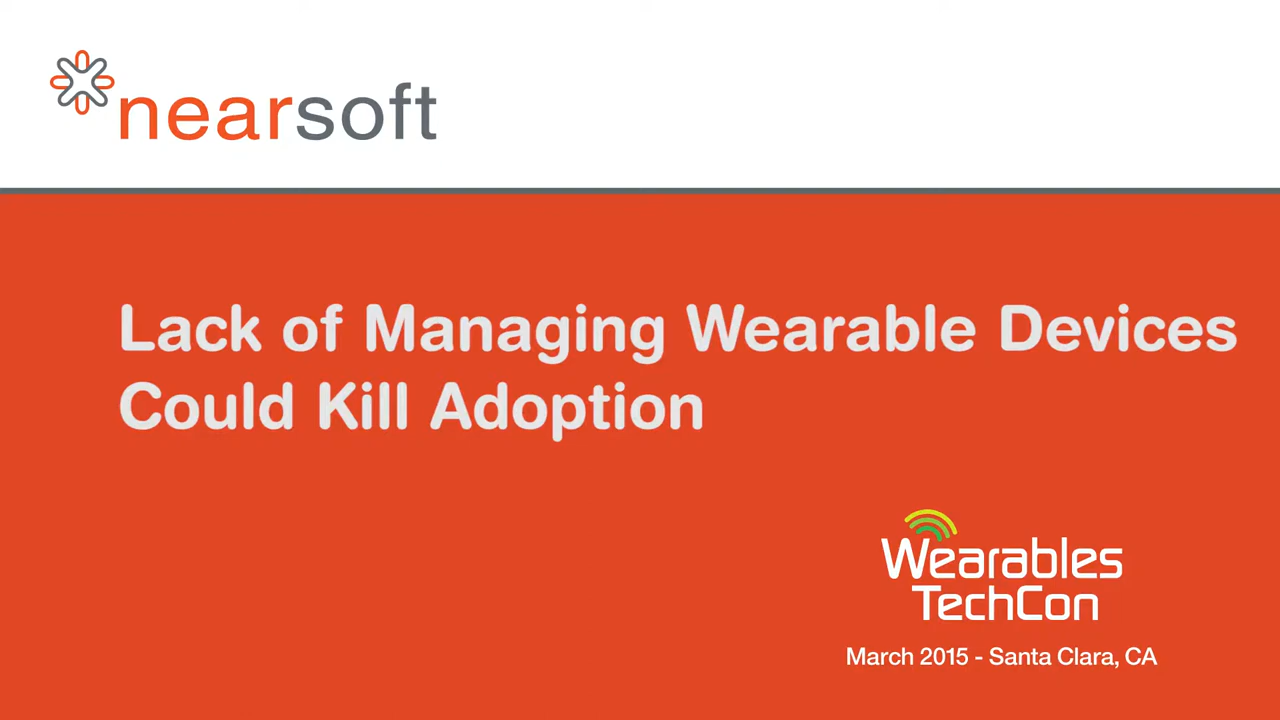 nearsoft
Lack of Managing Wearable Devices
Could Kill Adoption
Wearables
TechCon
March 2015 - Santa Clara, CA